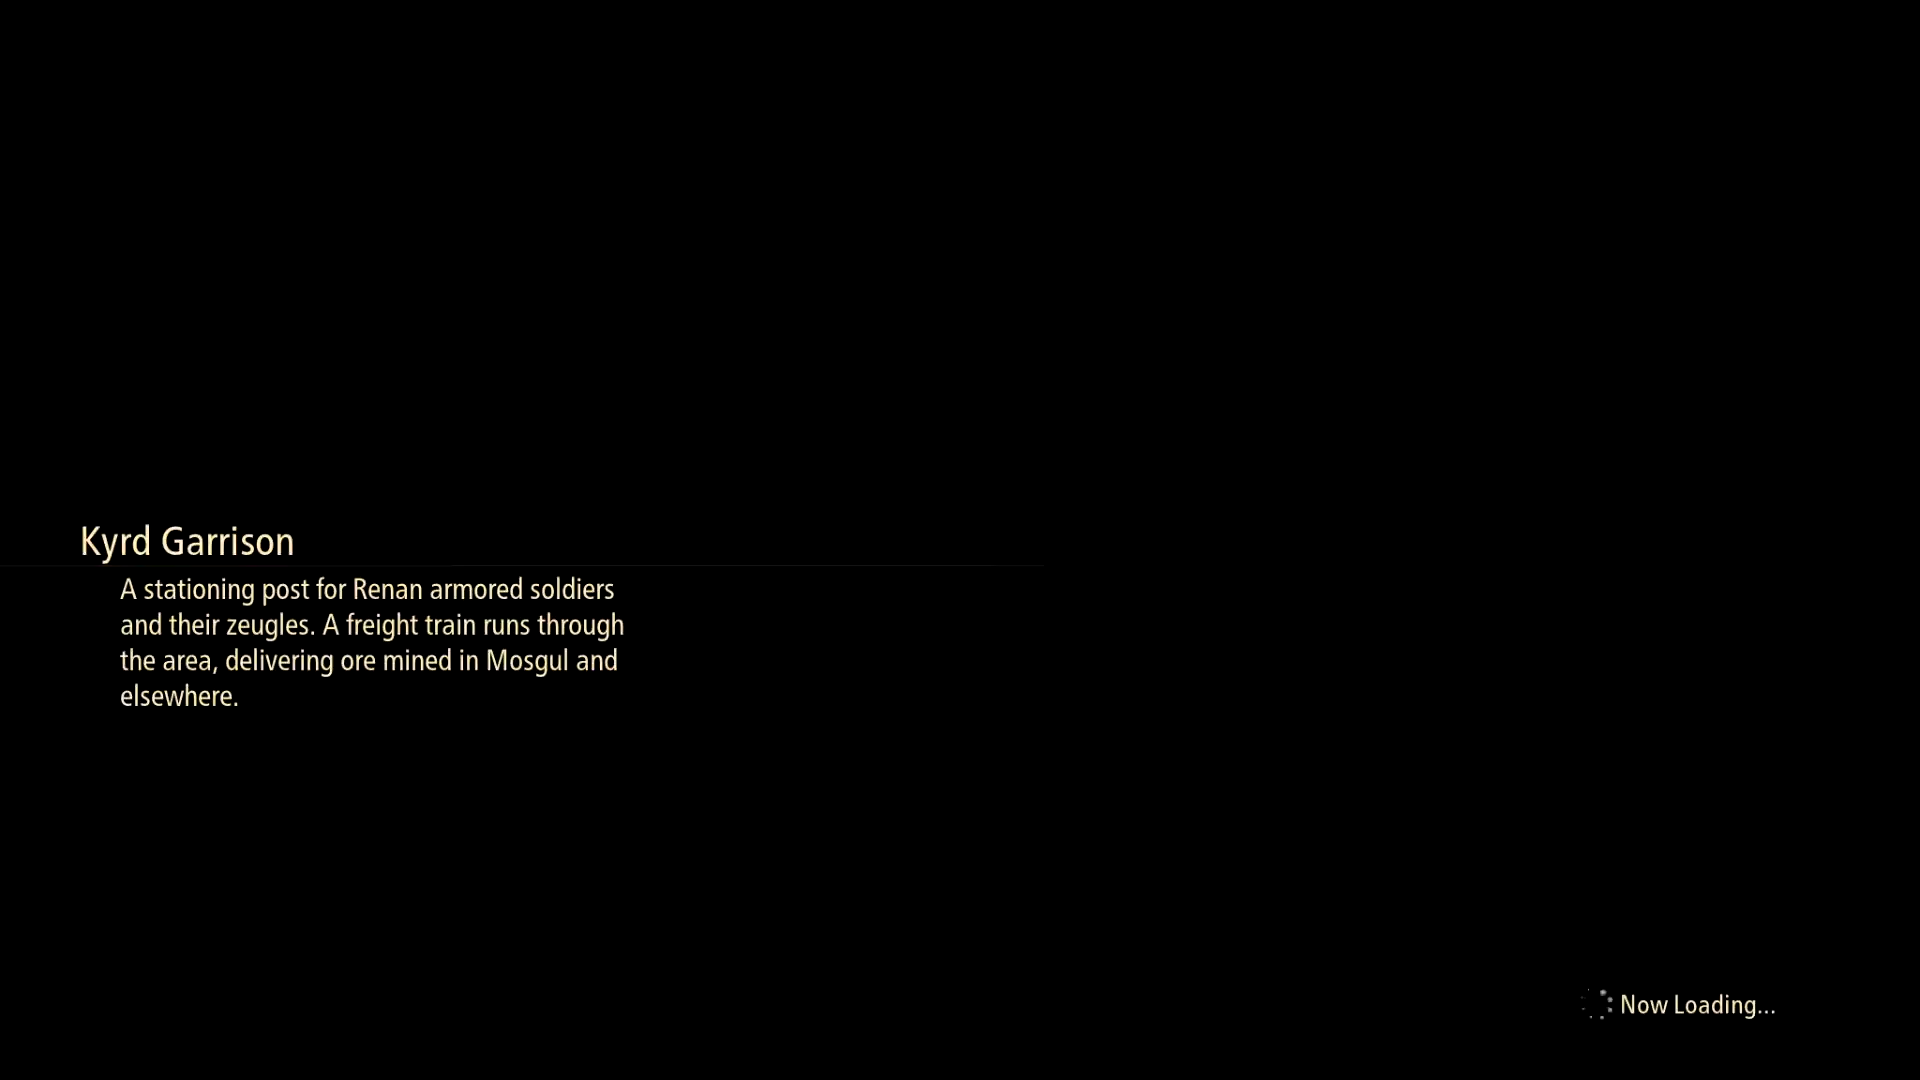 Kyrd Garrison
A stationing post for Renan armored soldiers
and their zeugles. A freight train runs through
the area, delivering ore mined in Mosgul and
elsewhere.
Now Loading...